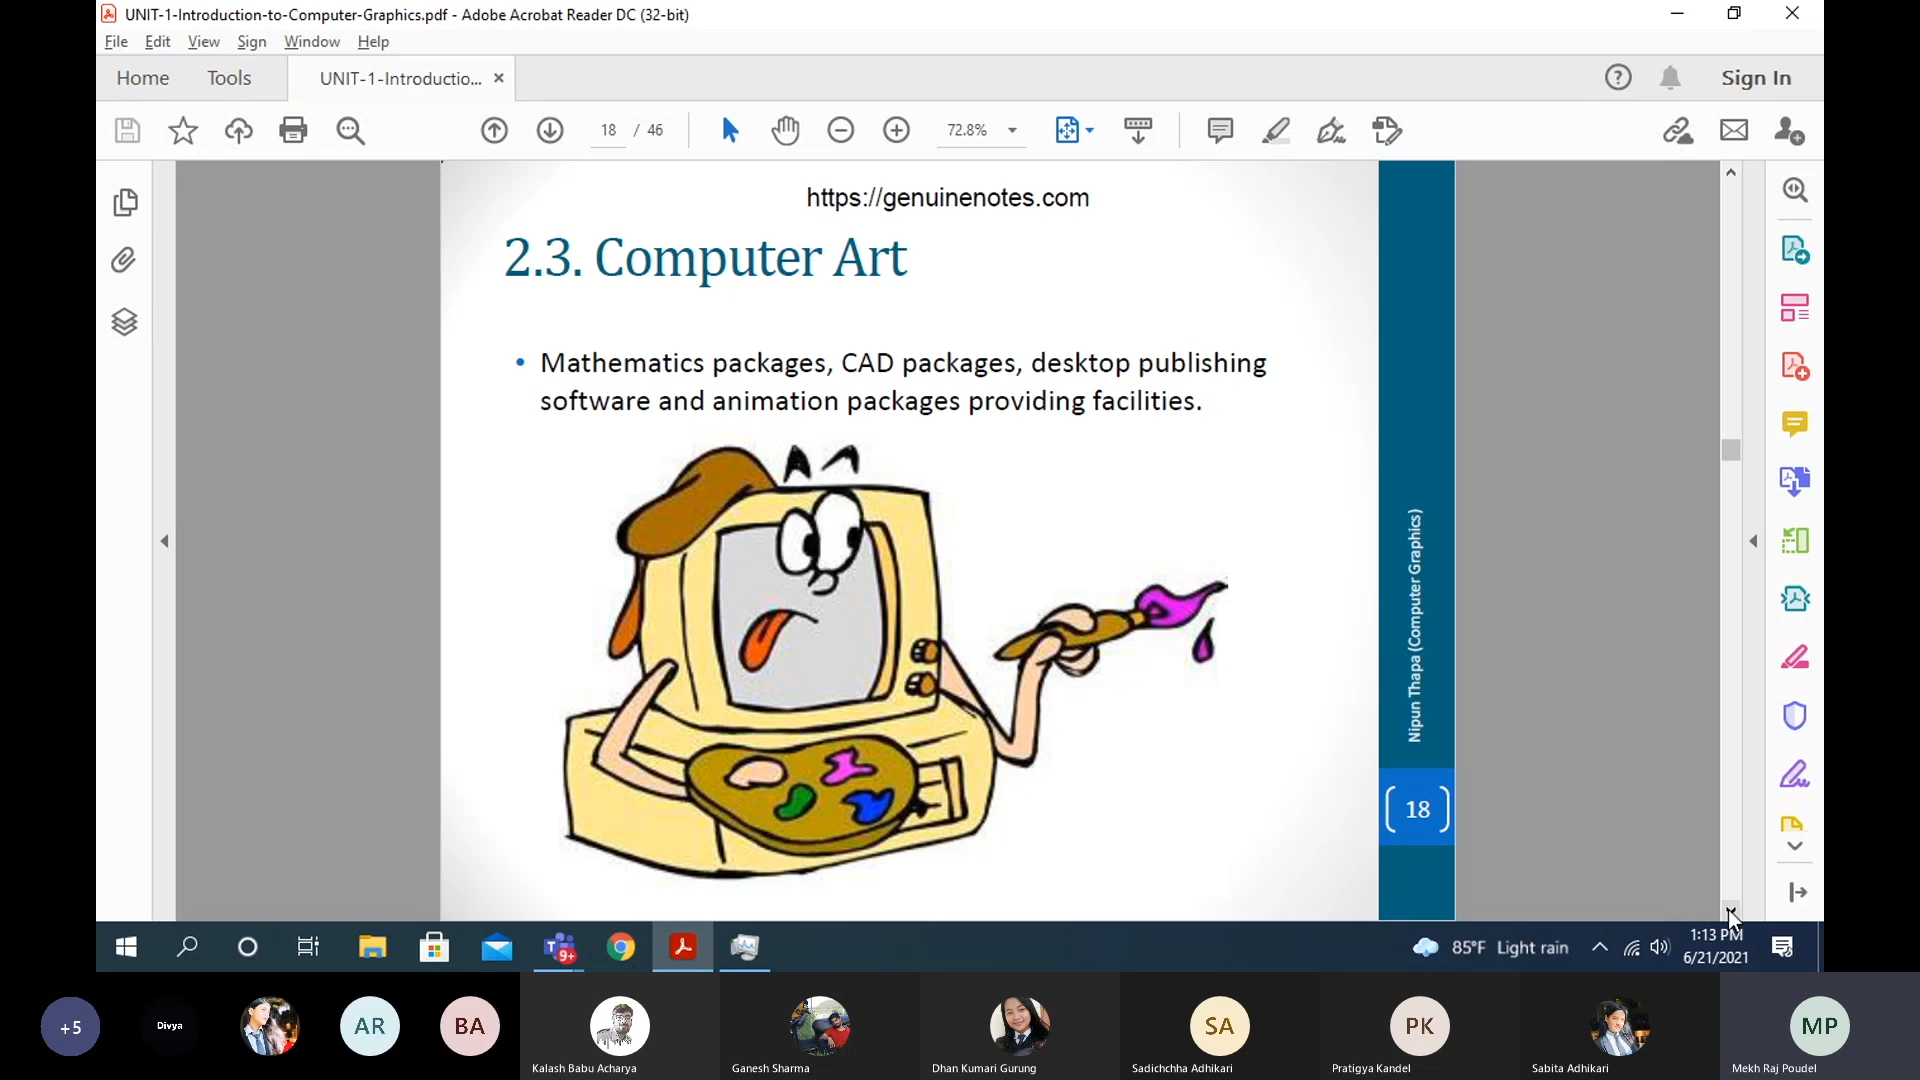 UNIT-1-Introduction-to-Computer-Graphics.pdf - Adobe Acrobat Reader DC (32-bit)
File Edit View Sign Window Help
Home Tools UNIT-1-Introductio... × Sign In
18 / 46 72.8%
https://genuinenotes.com
2.3. Computer Art
• Mathematics packages, CAD packages, desktop publishing
software and animation packages providing facilities.
Nipun Thapa (Computer Graphics)
18
9+
85°F Light rain
1:13 PM
6/21/2021
+5
Divya
AR
BA
SA
PK
MP
Kalash Babu Acharya
Ganesh Sharma
Dhan Kumari Gurung
Sadichchha Adhikari
Pratigya Kandel
Sabita Adhikari
Mekh Raj Poudel